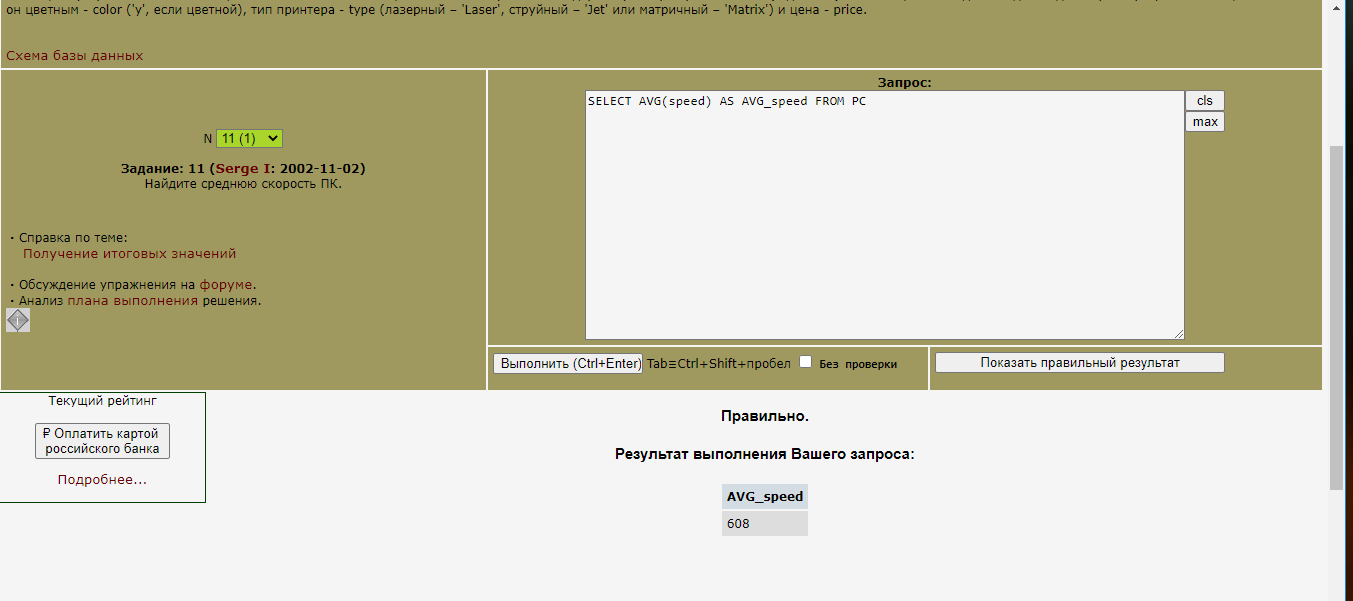 он цветным - color ('y', если цветной), тип принтера - type (лазерный – 'Laser', струйный – 'Jet' или матричный – 'Matrix') и цена - price.
Схема базы данных
Запрос:
SELECT AVG(speed) AS AVG_speed FROM PC
cls
max
N 11 (1)
Задание: 11 (Serge I: 2002-11-02)
Найдите среднюю скорость ПК.
· Справка по теме:
Получение итоговых значений
· Обсуждение упражнения на форуме.
· Анализ плана выполнения решения.
Выполнить (Ctrl+Enter) Tab≡Ctrl+Shift+пробел Без проверки
Показать правильный результат
Текущий рейтинг
₽ Оплатить картой
российского банка
Подробнее...
Правильно.
Результат выполнения Вашего запроса:
AVG_speed
608